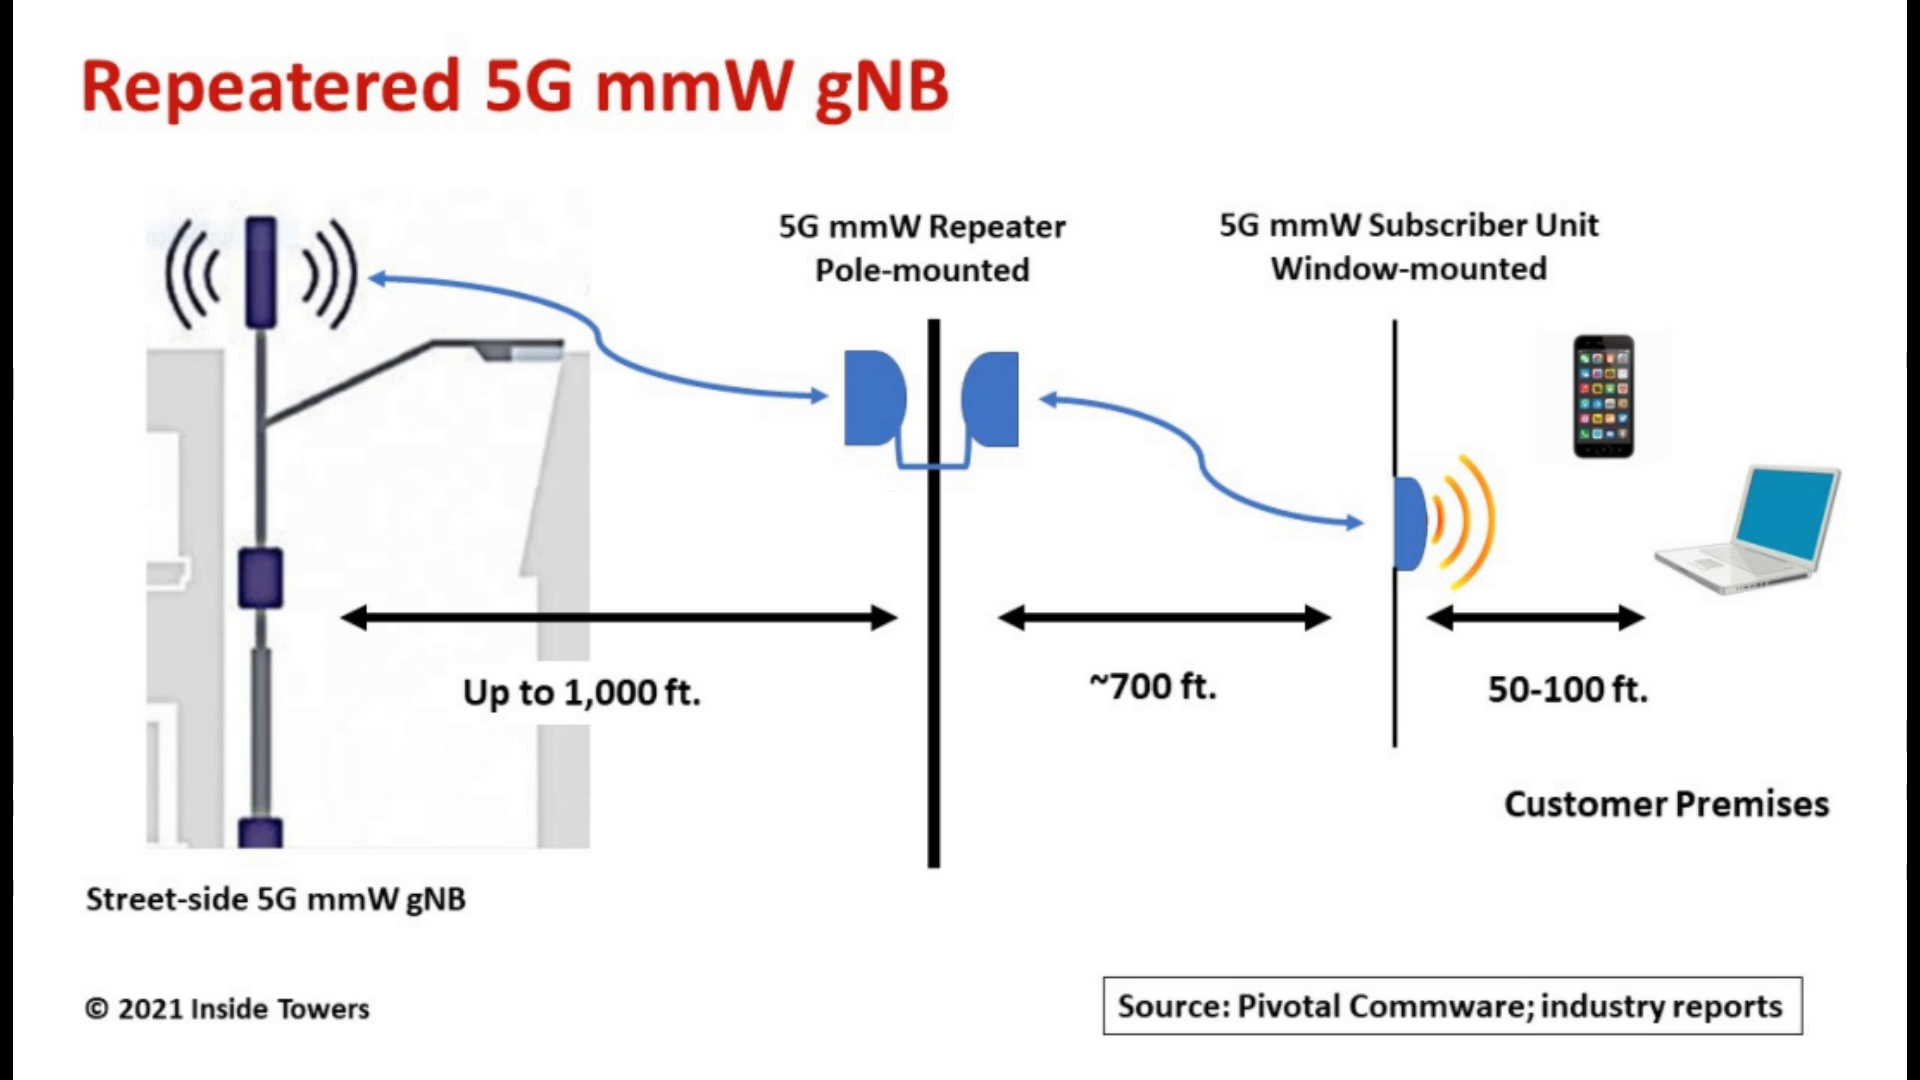 Repeatered 5G mmW gNB
5G mmW Repeater
Pole-mounted
5G mmW Subscriber Unit
Window-mounted
Up to 1,000 ft.
~700 ft.
50-100 ft.
Customer Premises
Street-side 5G mmW gNB
© 2021 Inside Towers
Source: Pivotal Commware; industry reports